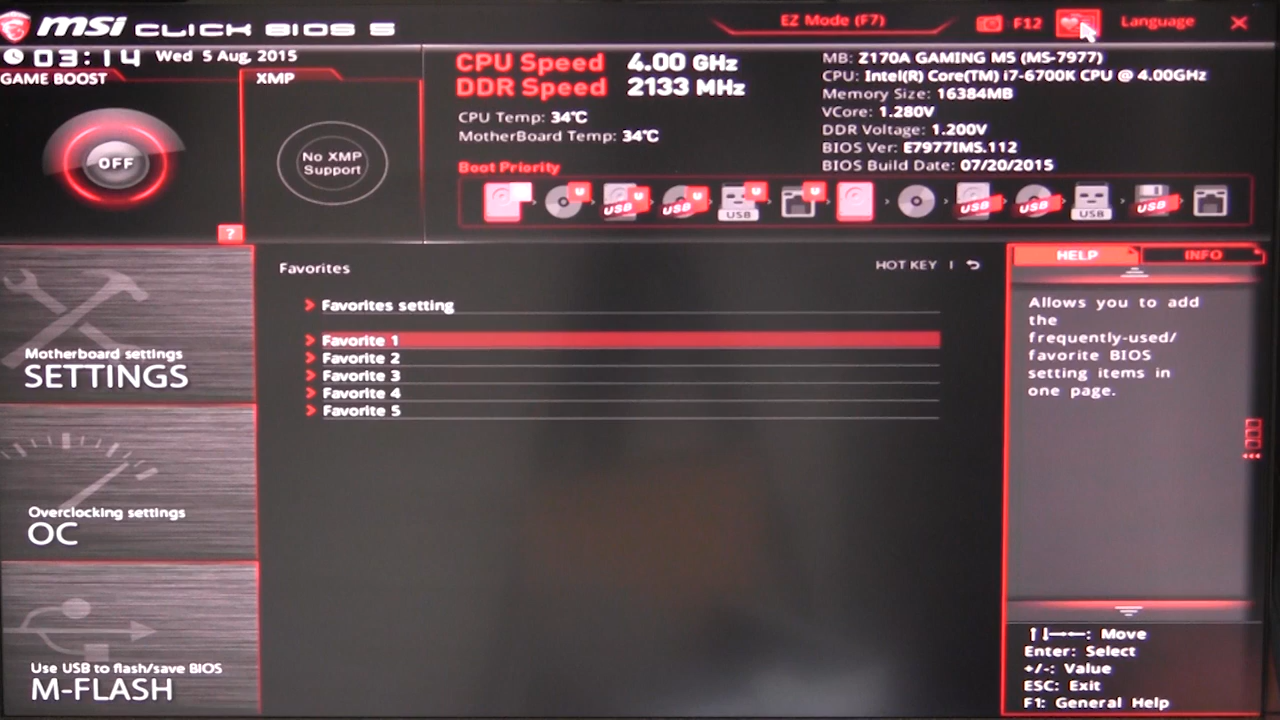 msi CLICK BIOS 5
EZ Mode (F7)
F12
Language
03:14 Wed 5 Aug, 2015
GAME BOOST
XMP
OFF
No XMP
Support
?
CPU Speed 4.00 GHz
DDR Speed 2133 MHz
CPU Temp: 34℃
MotherBoard Temp: 34℃
MB: Z170A GAMING M5 (MS-7977)
CPU: Intel(R) Core(TM) i7-6700K CPU @ 4.00GHz
Memory Size: 16384MB
VCore: 1.280V
DDR Voltage: 1.200V
BIOS Ver: E7977IMS.112
BIOS Build Date: 07/20/2015
Boot Priority
U U U U U
USB USB USB USB USB USB USB
Motherboard settings
SETTINGS
Overclocking settings
OC
Use USB to flash/save BIOS
M-FLASH
Favorites
HOT KEY |
> Favorites setting
> Favorite 1
> Favorite 2
> Favorite 3
> Favorite 4
> Favorite 5
HELP
INFO
Allows you to add
the
frequently-used/
favorite BIOS
setting items in
one page.
↑↓→←: Move
Enter: Select
+/-: Value
ESC: Exit
F1: General Help